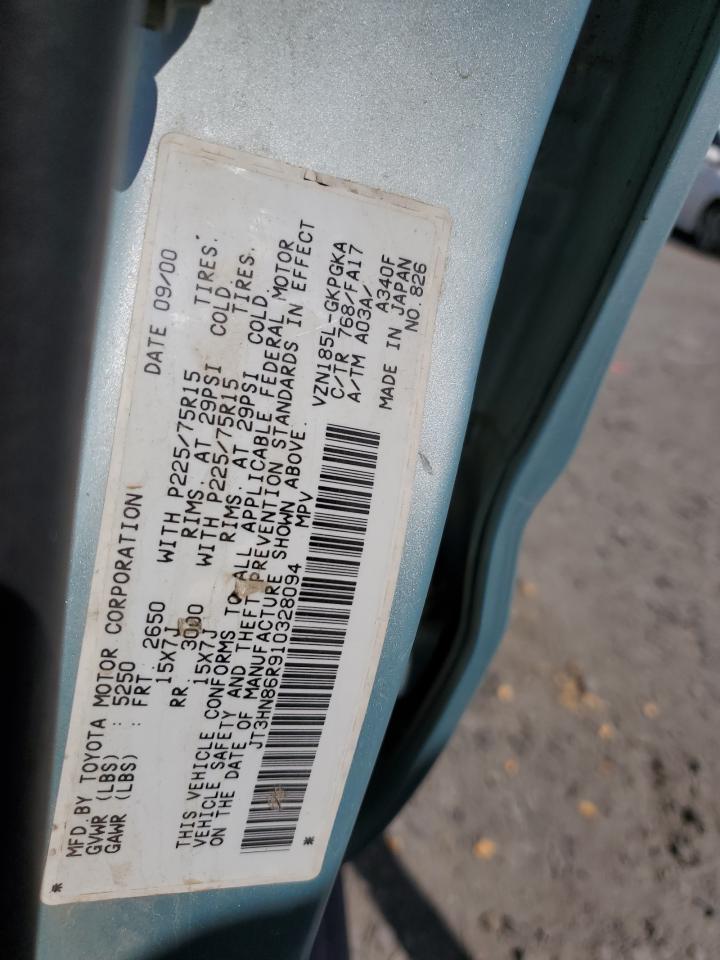 MFD. BY TOYOTA MOTOR CORPORATION DATE 09/00
GVWR (LBS) : 5250
GAWR (LBS) : FRT. 2650 WITH P225/75R15 TIRES.
15X7J RIMS. AT 29PSI COLD
RR. 3000 WITH P225/75R15 TIRES.
15X7J RIMS. AT 29PSI COLD.
THIS VEHICLE CONFORMS TO ALL APPLICABLE FEDERAL MOTOR
VEHICLE SAFETY AND THEFT PREVENTION STANDARDS IN EFFECT
ON THE DATE OF MANUFACTURE SHOWN ABOVE.
JT3HN86R910328094 MPV
VZN185L-GKPGKA
C/TR 768/FA17
A/TM A03A/
A340F
MADE IN JAPAN
NO.826
* *